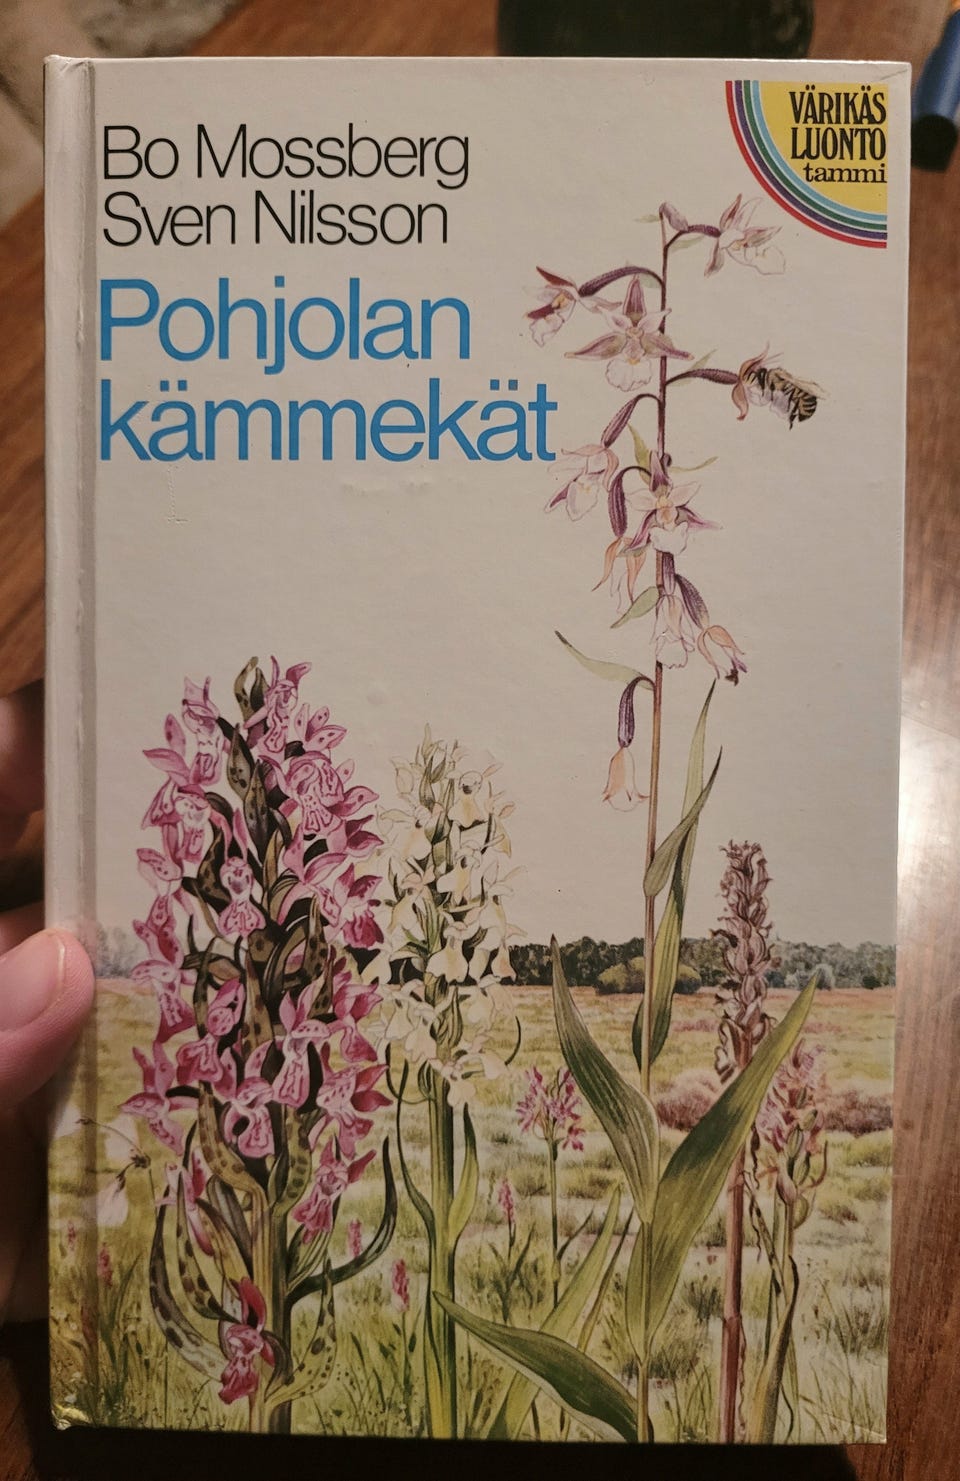 Bo Mossberg
Sven Nilsson
Pohjolan
kämmekät
VÄRIKÄS
LUONTO
tammi